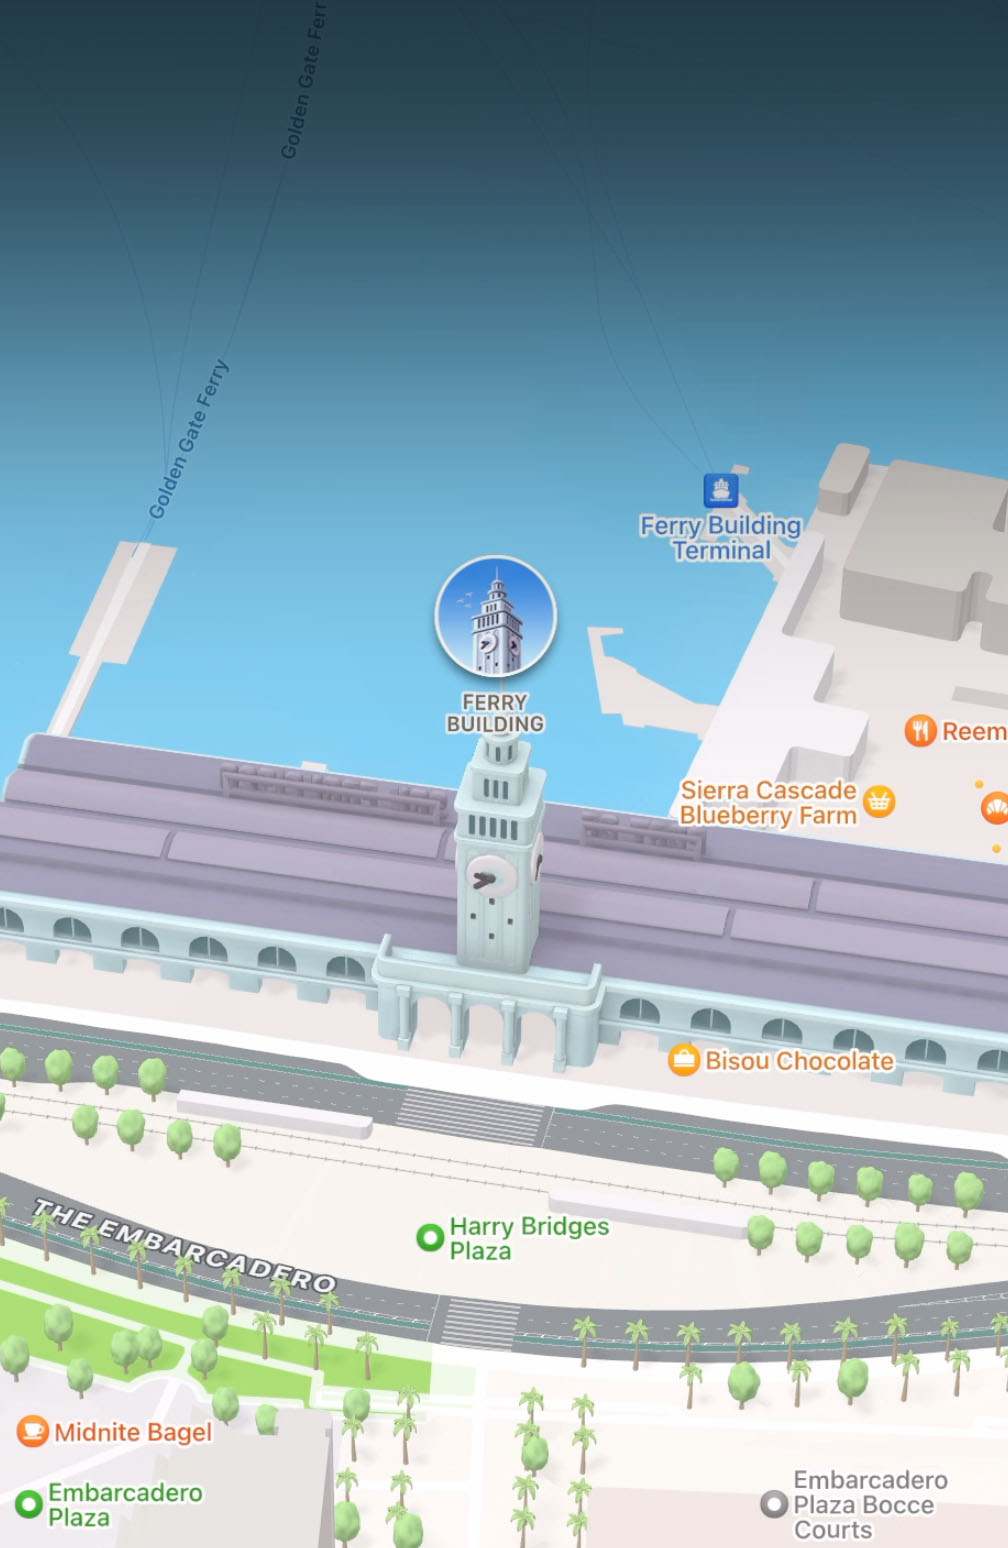 Golden Gate Ferr
Golden Gate Ferry
Ferry Building
Terminal
FERRY
BUILDING
Reem
Sierra Cascade
Blueberry Farm
Bisou Chocolate
THE EMBARCADERO
Harry Bridges
Plaza
Midnite Bagel
Embarcadero
Plaza
Embarcadero
Plaza Bocce
Courts